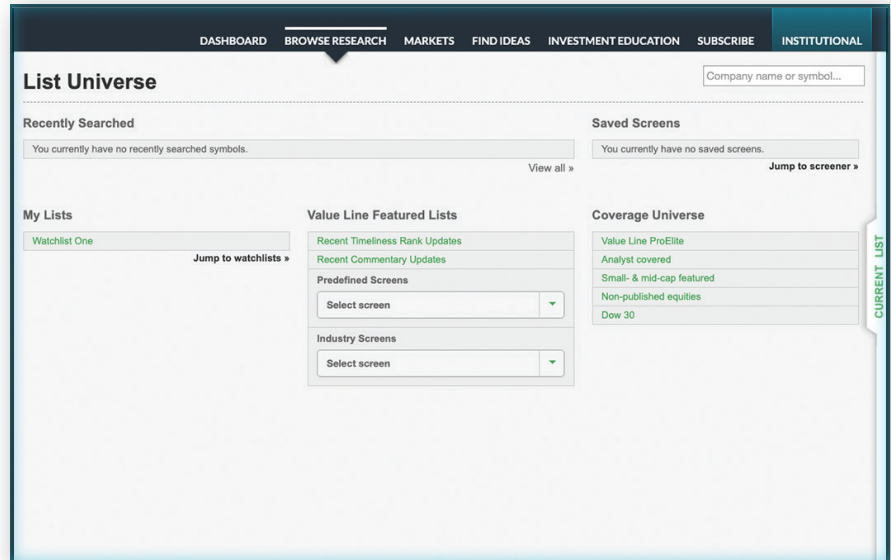 DASHBOARD BROWSE RESEARCH MARKETS FIND IDEAS INVESTMENT EDUCATION SUBSCRIBE INSTITUTIONAL
List Universe
Company name or symbol...
Recently Searched
You currently have no recently searched symbols.
View all »
Saved Screens
You currently have no saved screens.
Jump to screener »
My Lists
Watchlist One
Jump to watchlists »
Value Line Featured Lists
Recent Timeliness Rank Updates
Recent Commentary Updates
Predefined Screens
Select screen
Industry Screens
Select screen
Coverage Universe
Value Line ProElite
Analyst covered
Small- & mid-cap featured
Non-published equities
Dow 30
CURRENT LIST